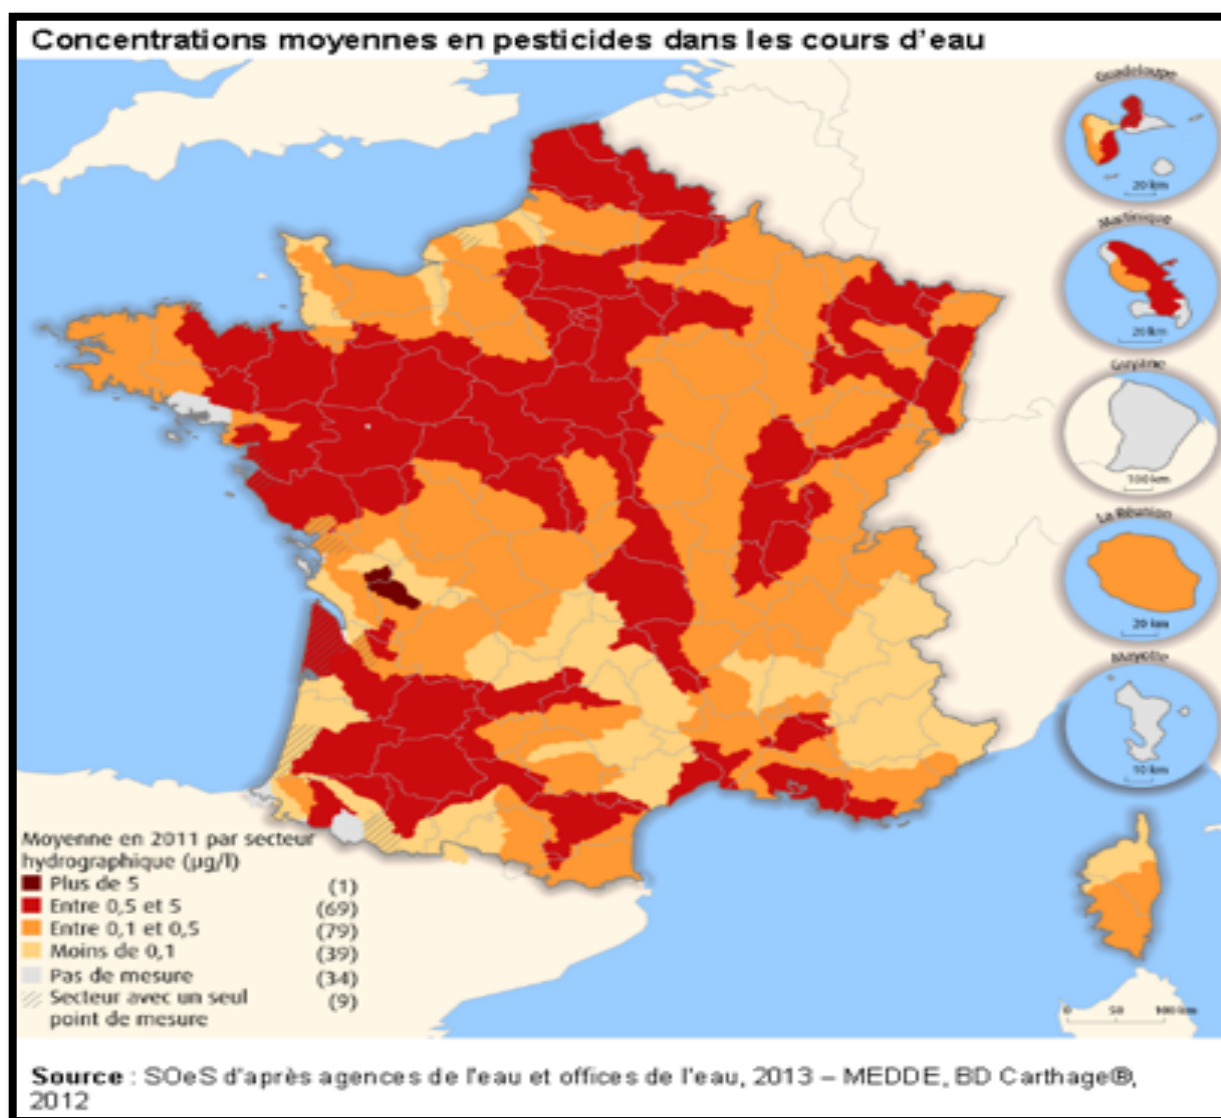 Concentrations moyennes en pesticides dans les cours d'eau
Guadeloupe
20 km
Martinique
20 km
Guyane
100 km
La Réunion
20 km
Mayotte
10 km
Moyenne en 2011 par secteur
hydrographique (µg/l)
Plus de 5 (1)
Entre 0,5 et 5 (69)
Entre 0,1 et 0,5 (79)
Moins de 0,1 (39)
Pas de mesure (34)
Secteur avec un seul (9)
point de mesure
0 50 100 km
Source : SOeS d'après agences de l'eau et offices de l'eau, 2013 – MEDDE, BD Carthage®,
2012